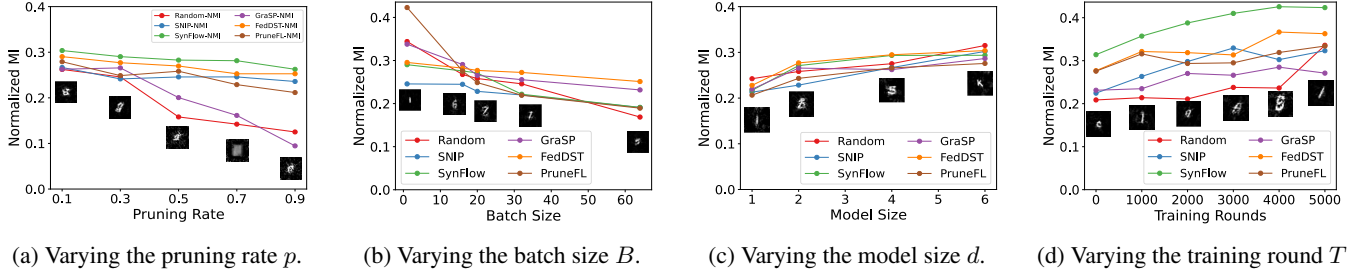 Normalized MI
0.4
0.3
0.2
0.1
0.0
Random-NMI
SNIP-NMI
SynFlow-NMI
GraSP-NMI
FedDST-NMI
PruneFL-NMI
0.1 0.3 0.5 0.7 0.9
Pruning Rate
(a) Varying the pruning rate p.
Normalized MI
0.4
0.3
0.2
0.1
0.0
Random
SNIP
SynFlow
GraSP
FedDST
PruneFL
0 10 20 30 40 50 60
Batch Size
(b) Varying the batch size B.
Normalized MI
0.4
0.3
0.2
0.1
0.0
Random
SNIP
SynFlow
GraSP
FedDST
PruneFL
1 2 3 4 5 6
Model Size
(c) Varying the model size d.
Normalized MI
0.4
0.3
0.2
0.1
0.0
Random
SNIP
SynFlow
GraSP
FedDST
PruneFL
0 1000 2000 3000 4000 5000
Training Rounds
(d) Varying the training round T